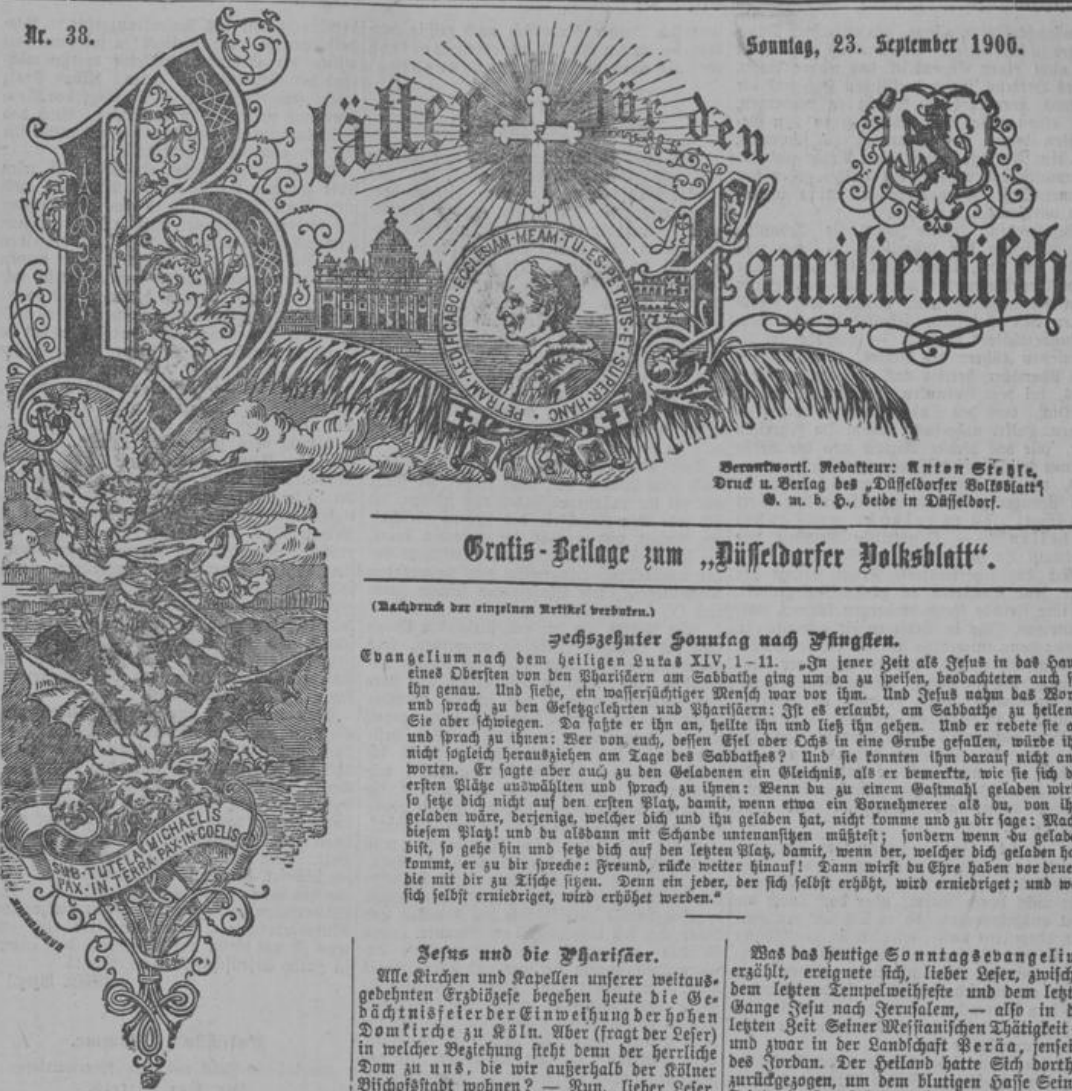 Nr. 38.
Sonntag, 23. September 1900.
Blätter für den
Familientisch
PETRAM·AEDIFICABO·ECCLESIAM·MEAM·TU·ES·PETRUS·ET·SUPER·HANC
Verantwortl. Redakteur: Anton Stehle.
Druck u. Verlag des „Düsseldorfer Volksblatt“,
G. m. b. H., beide in Düsseldorf.
Gratis-Beilage zum „Düsseldorfer Volksblatt“.
(Nachdruck der einzelnen Artikel verboten.)
Sechszehnter Sonntag nach Pfingsten.
Evangelium nach dem heiligen Lukas XIV, 1–11. „In jener Zeit als Jesus in das
eines Obersten von den Pharisäern am Sabbathe ging um da zu speisen, beobachteten auch
ihn genau. Und siehe, ein wassersüchtiger Mensch war vor ihm. Und Jesus nahm das
und sprach zu den Gesetzgelehrten und Pharisäern: Ist es erlaubt, am Sabbathe zu heilen
Sie aber schwiegen. Da faßte er ihn an, heilte ihn und ließ ihn gehen. Und er redete sie
und sprach zu ihnen: Wer von euch, dessen Esel oder Ochs in eine Grube gefallen, würde
nicht sogleich herausziehen am Tage des Sabbathes? Und sie konnten ihm darauf nicht
worten. Er sagte aber auch zu den Geladenen ein Gleichnis, als er bemerkte, wie sie sich
ersten Plätze auswählten und sprach zu ihnen: Wenn du zu einem Gastmahl geladen
so setze dich nicht auf den ersten Platz, damit, wenn etwa ein Vornehmerer als du, von
geladen wäre, derjenige, welcher dich und ihn geladen hat, nicht komme und zu dir sage:
diesem Platz! und du alsdann mit Schande untenansitzen müßtest; sondern wenn du
bist, so gehe hin und setze dich auf den letzten Platz, damit, wenn der, welcher dich geladen
kommt, er zu dir spreche: Freund, rücke weiter hinauf! Dann wirst du Ehre haben vor
die mit dir zu Tische sitzen. Denn ein jeder, der sich selbst erhöht, wird erniedriget; und
sich selbst erniedriget, wird erhöhet werden.“
SUB·TUTELA·MICHAELIS
PAX·IN·TERRA·PAX·IN·COELIS
Jesus und die Pharisäer.
Alle Kirchen und Kapellen unserer weitaus-
gedehnten Erzdiözese begehen heute die Ge-
dächtnisfeier der Einweihung der hohen
Domkirche zu Köln. Aber (fragt der Leser)
in welcher Beziehung steht denn der herrliche
Dom zu uns, die wir außerhalb der Kölner
Bischofsstadt wohnen? — Nun, lieber Leser,
Was das heutige
erzählt, ereignete sich, lieber Leser,
dem letzten Tempelweihfeste und dem
Gange Jesu nach Jerusalem, — also in
letzten Zeit Seiner Messianischen Thätigkeit
und zwar in der Landschaft Peräa,
des Jordan. Der Heiland hatte Sich
zurückgezogen, um dem blutigen Hasse